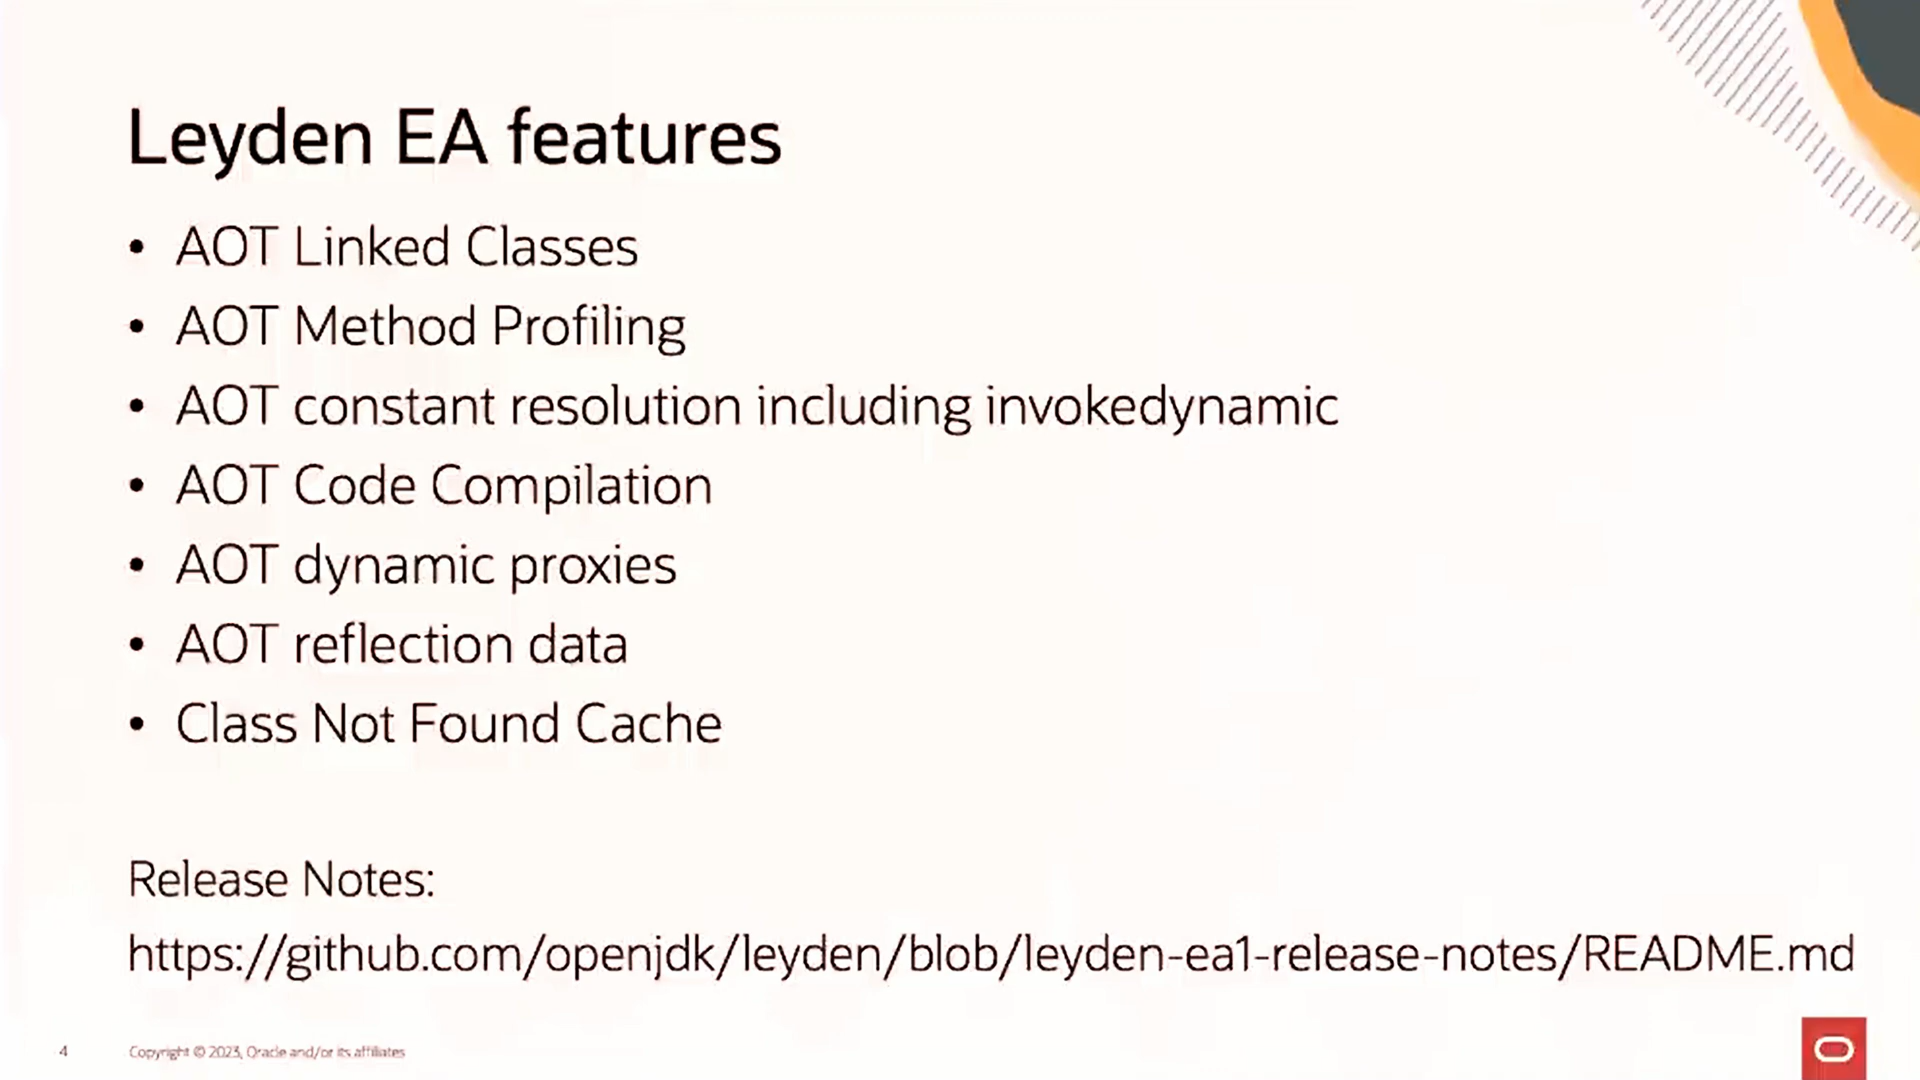 Leyden EA features
• AOT Linked Classes
• AOT Method Profiling
• AOT constant resolution including invokedynamic
• AOT Code Compilation
• AOT dynamic proxies
• AOT reflection data
• Class Not Found Cache
Release Notes:
https://github.com/openjdk/leyden/blob/leyden-ea1-release-notes/README.md
4 Copyright © 2023, Oracle and/or its affiliates